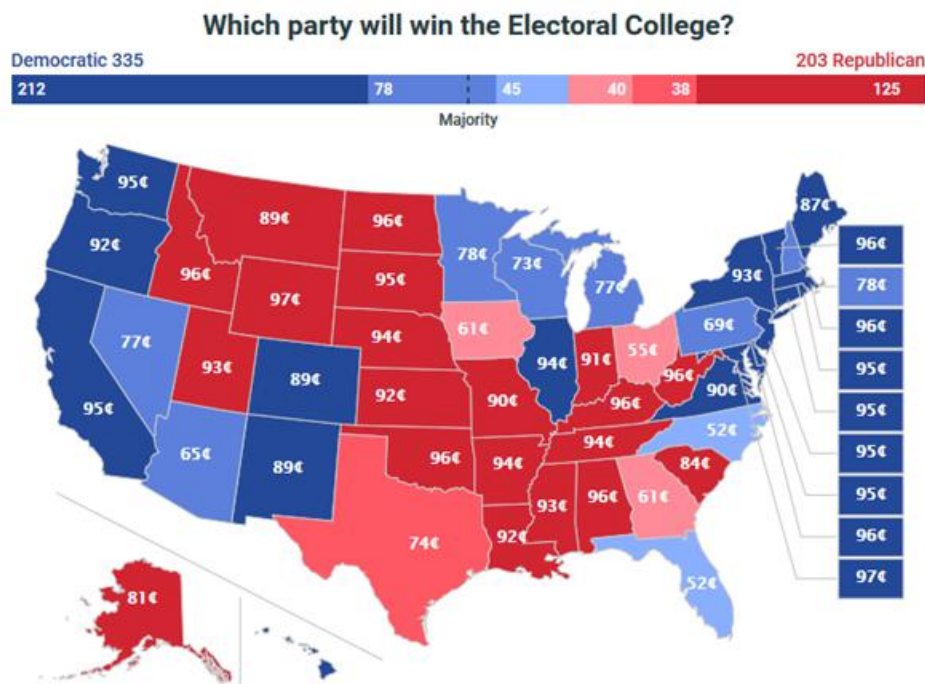 Which party will win the Electoral College?
Democratic 335 203 Republican
212 78 45 40 38 125
Majority
95¢ 89¢ 96¢ 87¢
92¢ 96¢ 95¢ 78¢ 73¢ 77¢ 93¢ 96¢
97¢ 78¢
77¢ 93¢ 94¢ 61¢ 55¢ 69¢ 96¢
95¢ 89¢ 92¢ 90¢ 94¢ 91¢ 96¢ 90¢ 95¢
96¢ 95¢
65¢ 89¢ 96¢ 94¢ 94¢ 52¢ 95¢
84¢ 95¢
74¢ 92¢ 93¢ 96¢ 61¢ 96¢
52¢ 97¢
81¢